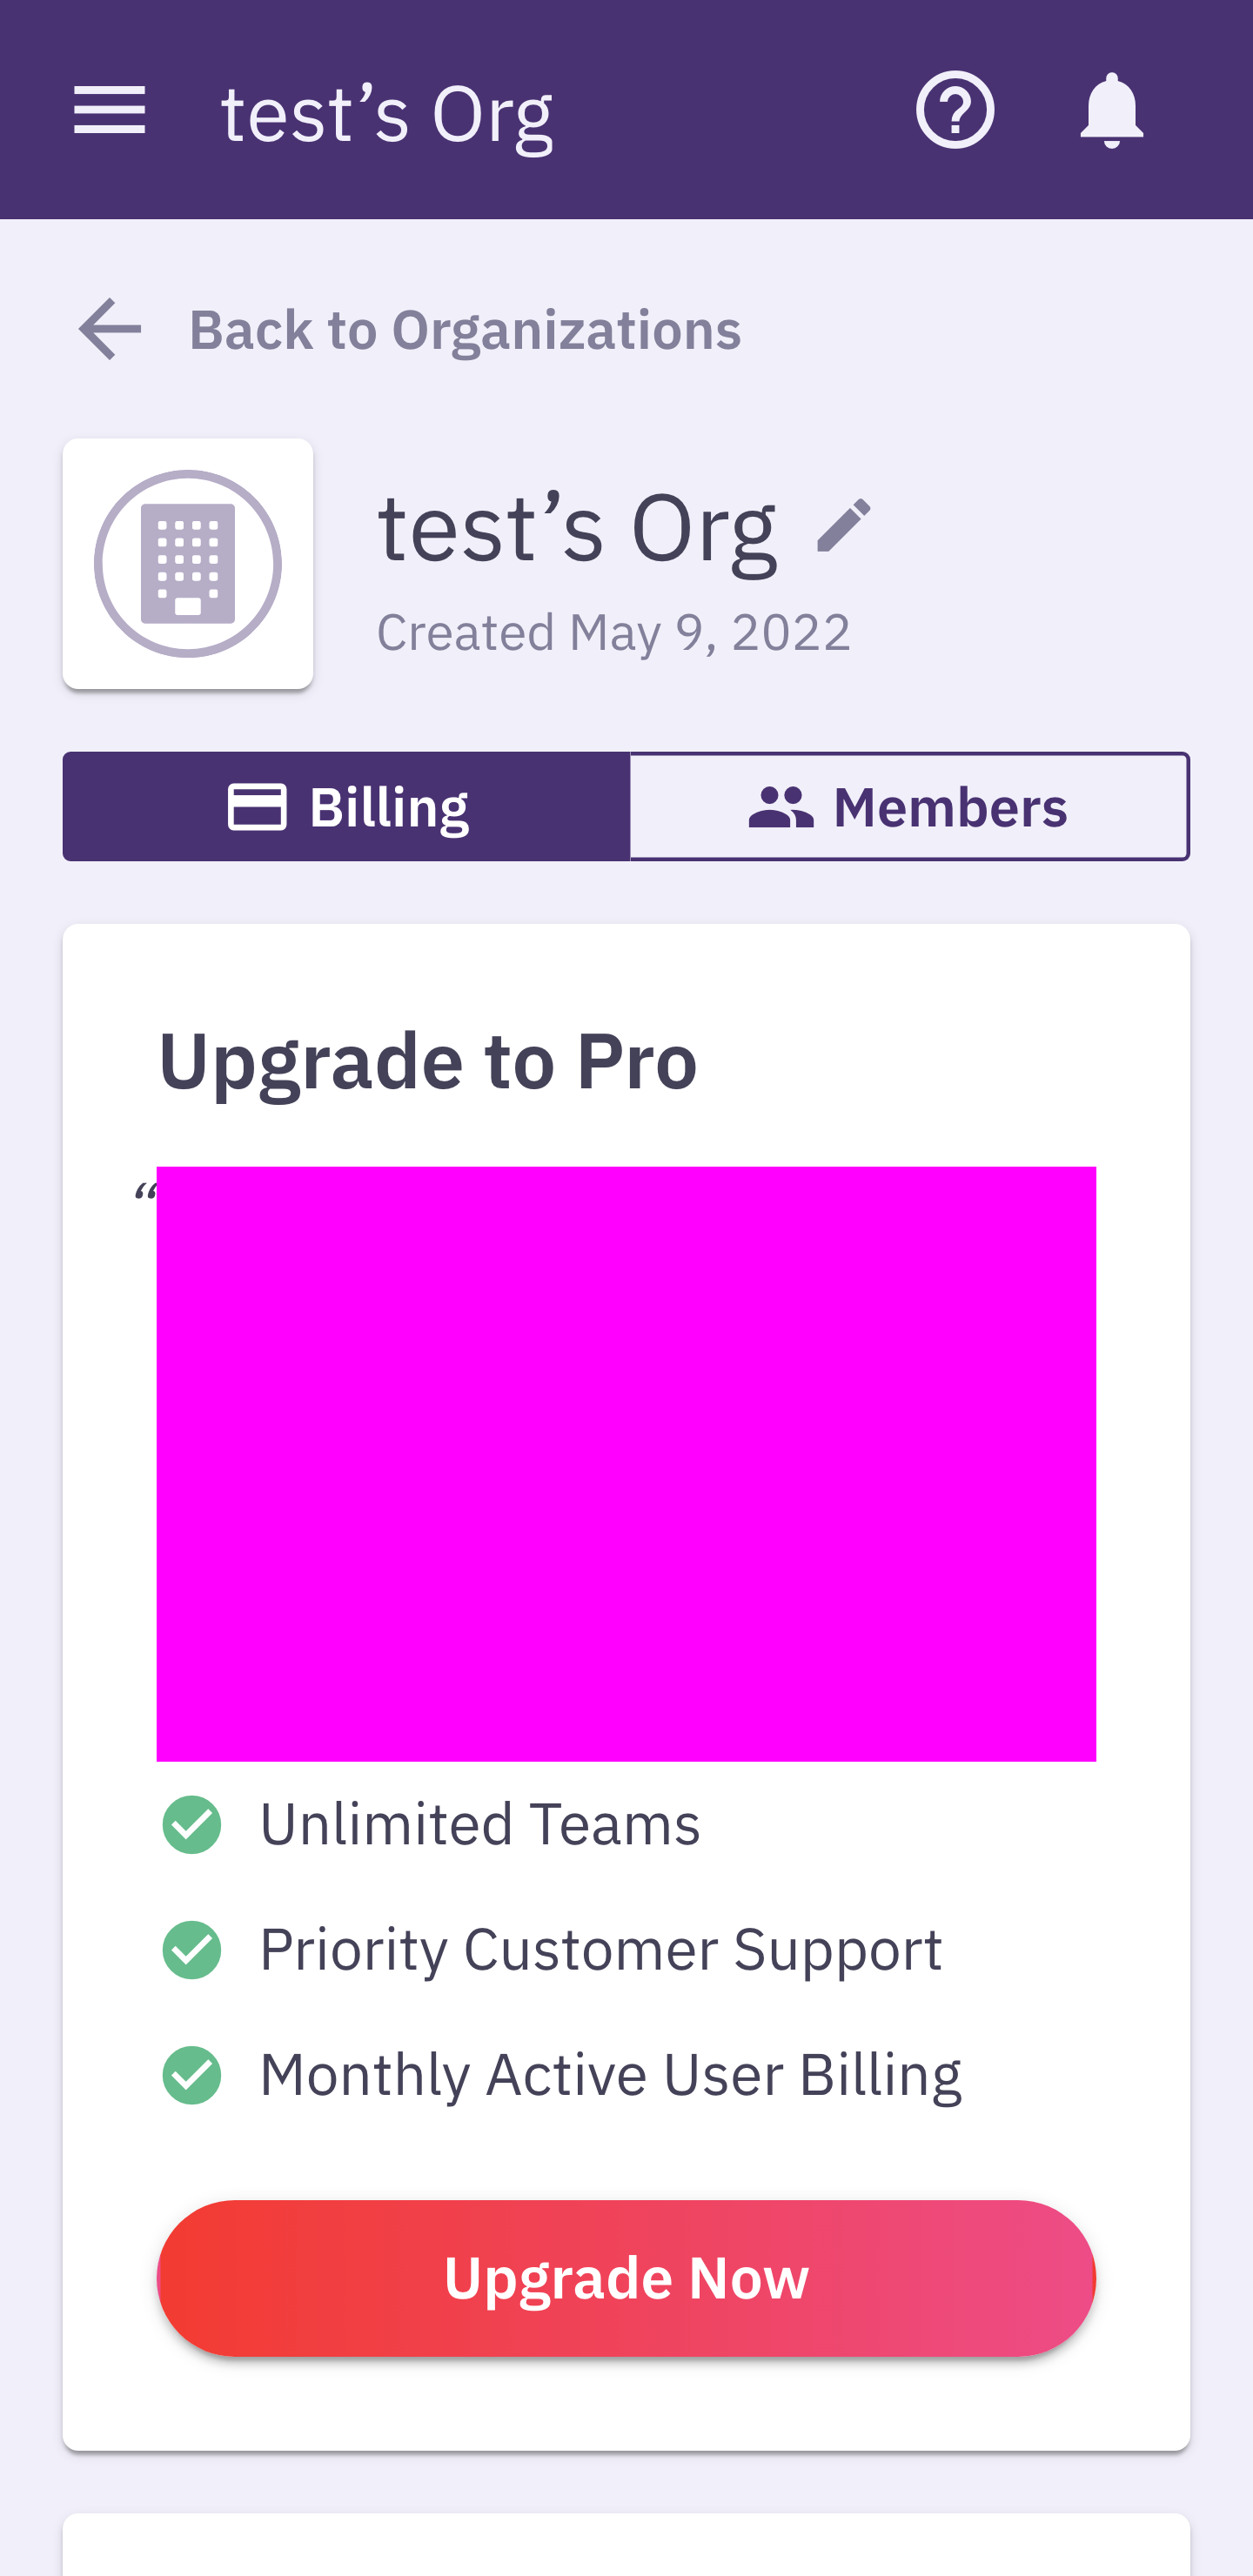 test’s Org
Back to Organizations
test’s Org
Created May 9, 2022
Billing
Members
Upgrade to Pro
“
Unlimited Teams
Priority Customer Support
Monthly Active User Billing
Upgrade Now